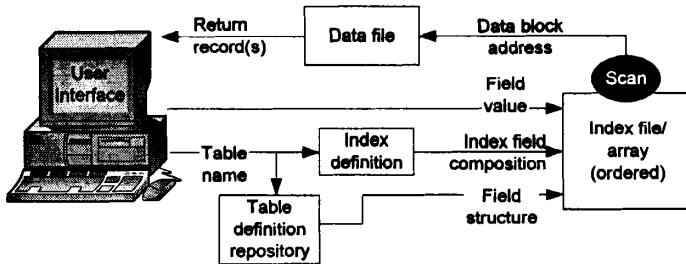 Return
record(s)
Data file
Data block
address
User
Interface
Scan
Field
value
Index file/
array
(ordered)
Table
name
Index
definition
Index field
composition
Table
definition
repository
Field
structure